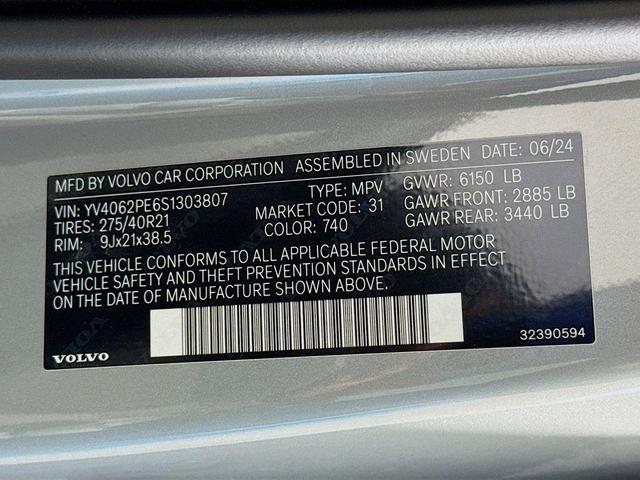 MFD BY VOLVO CAR CORPORATION ASSEMBLED IN SWEDEN DATE: 06/24
VIN: YV4062PE6S1303807 TYPE: MPV GVWR: 6150 LB
TIRES: 275/40R21 MARKET CODE: 31 GAWR FRONT: 2885 LB
RIM: 9Jx21x38.5 COLOR: 740 GAWR REAR: 3440 LB
THIS VEHICLE CONFORMS TO ALL APPLICABLE FEDERAL MOTOR
VEHICLE SAFETY AND THEFT PREVENTION STANDARDS IN EFFECT
ON THE DATE OF MANUFACTURE SHOWN ABOVE.
VOLVO 32390594